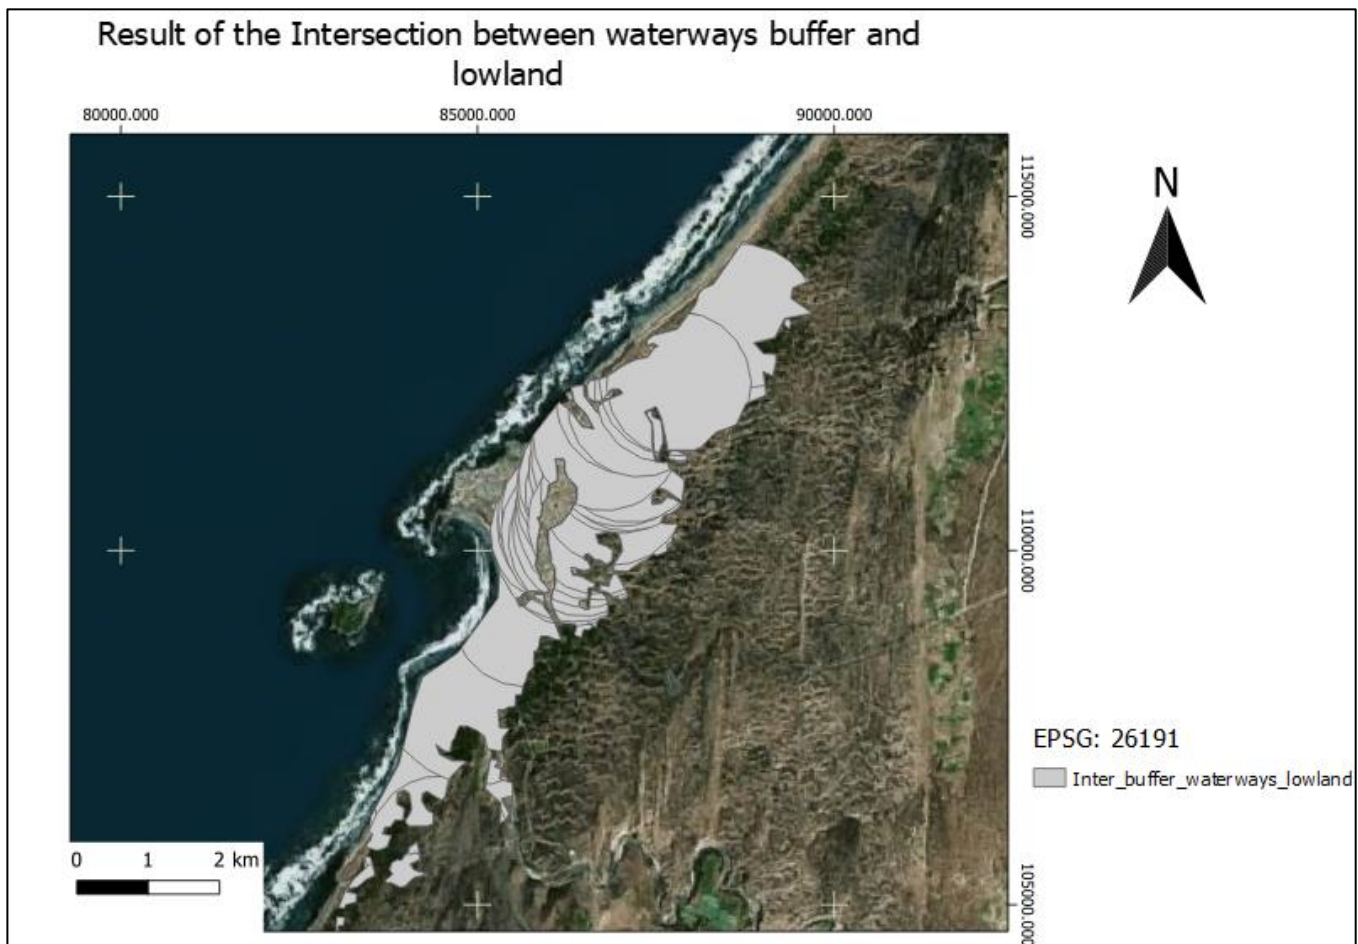 Result of the Intersection between waterways buffer and
lowland
80000.000 85000.000 90000.000
115000.000
N
110000.000
EPSG: 26191
Inter_buffer_waterways_lowland
0 1 2 km
105000.000